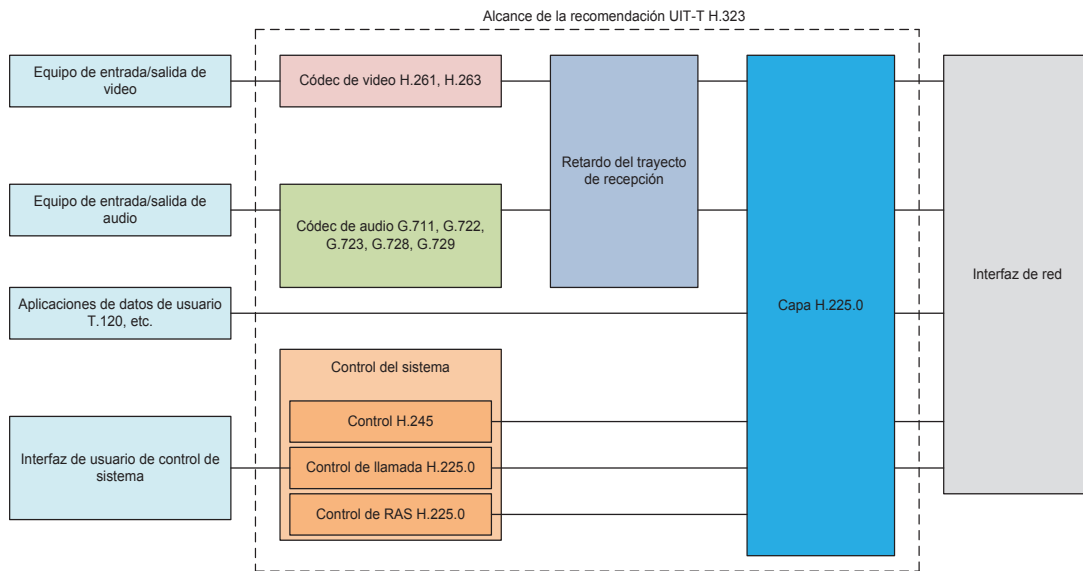 Alcance de la recomendación UIT-T H.323
Equipo de entrada/salida de
video
Códec de video H.261, H.263
Retardo del trayecto
de recepción
Equipo de entrada/salida de
audio
Códec de audio G.711, G.722,
G.723, G.728, G.729
Aplicaciones de datos de usuario
T.120, etc.
Capa H.225.0
Interfaz de red
Control del sistema
Control H.245
Interfaz de usuario de control de
sistema
Control de llamada H.225.0
Control de RAS H.225.0